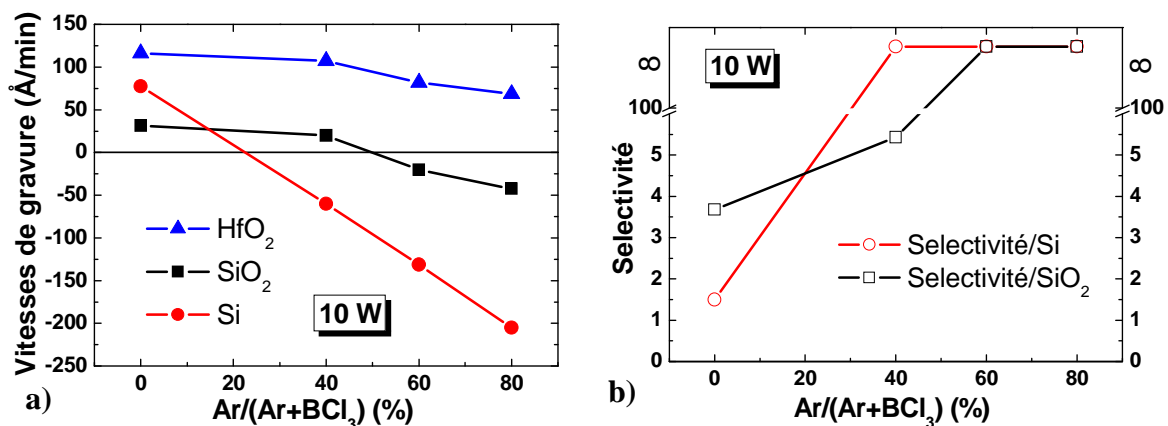 Vitesses de gravure (Å/min)
150
100
50
0
-50
-100
-150
-200
-250
HfO₂
SiO₂
Si
10 W
0 20 40 60 80
Ar/(Ar+BCl₃) (%)
a)
Selectivité
∞
100
5
4
3
2
1
0
10 W
Selectivité/Si
Selectivité/SiO₂
∞
100
5
4
3
2
1
0
0 20 40 60 80
Ar/(Ar+BCl₃) (%)
b)